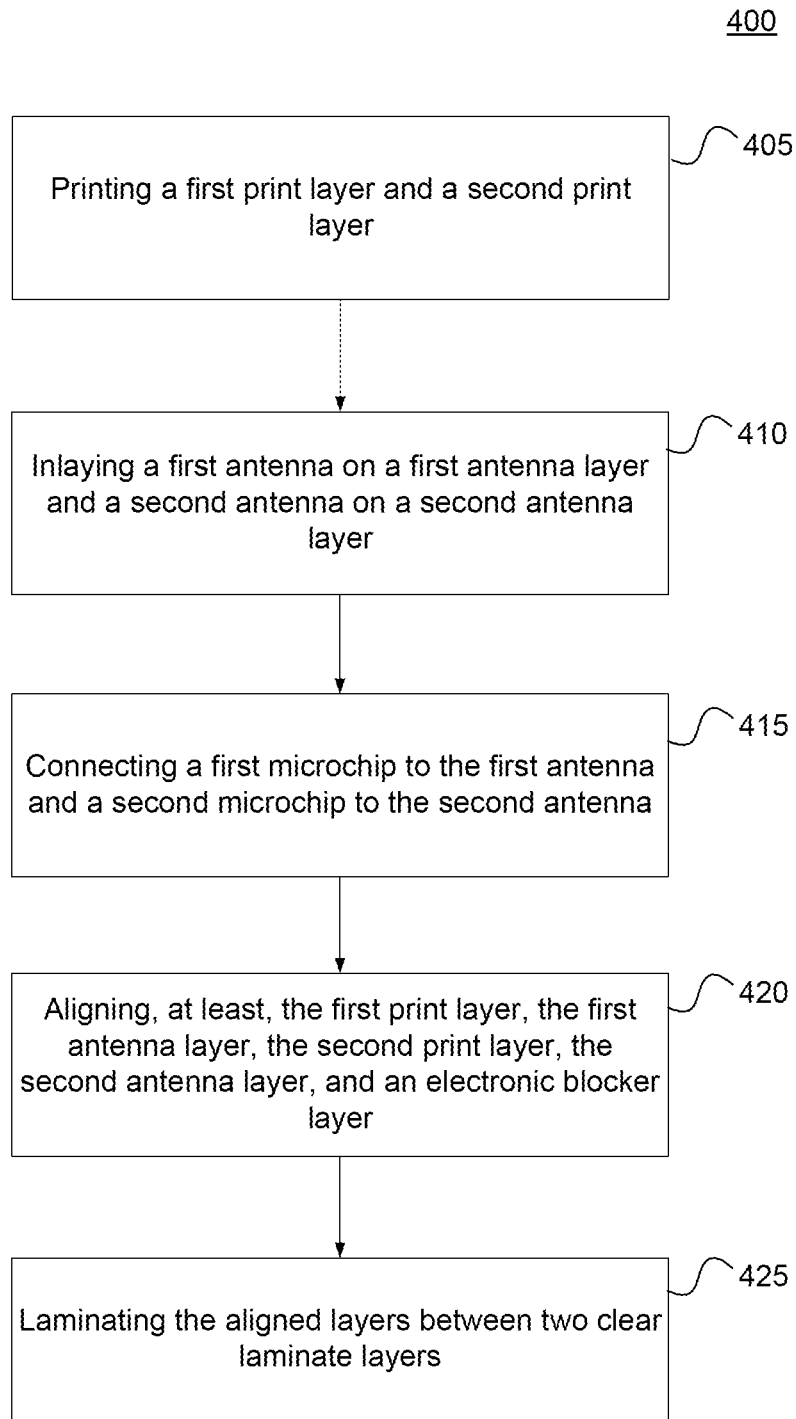 400
405
Printing a first print layer and a second print
layer
410
Inlaying a first antenna on a first antenna layer
and a second antenna on a second antenna
layer
415
Connecting a first microchip to the first antenna
and a second microchip to the second antenna
420
Aligning, at least, the first print layer, the first
antenna layer, the second print layer, the
second antenna layer, and an electronic blocker
layer
425
Laminating the aligned layers between two clear
laminate layers